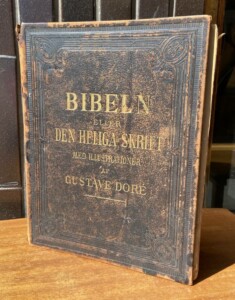 BIBELN
ELLER
DEN HELIGA SKRIFT
MED ILLUSTRATIONER
AF
GUSTAVE DORÉ